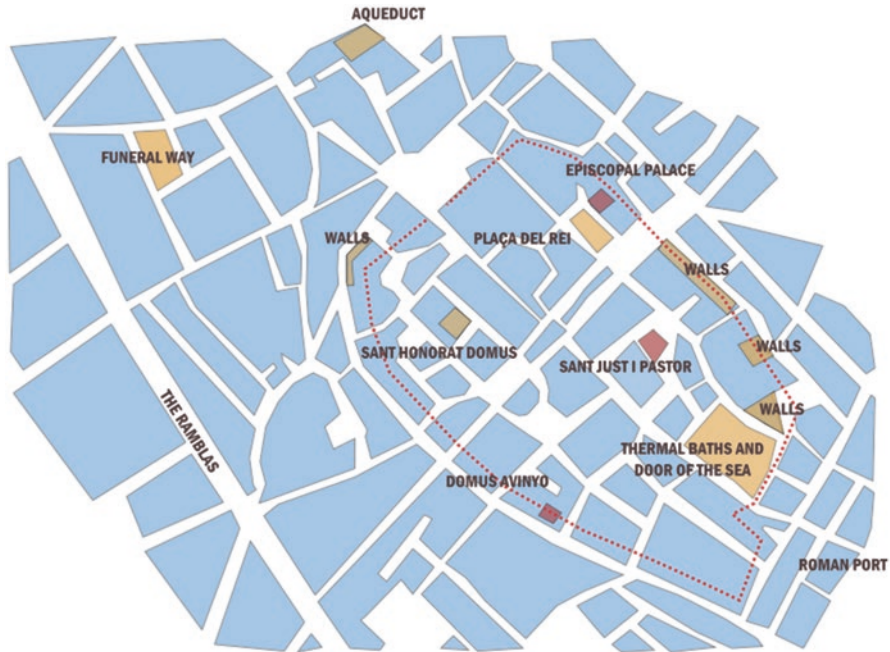 AQUEDUCT
FUNERAL WAY
EPISCOPAL PALACE
WALLS
PLAÇA DEL REI
WALLS
SANT HONORAT DOMUS
WALLS
SANT JUST I PASTOR
WALLS
THE RAMBLAS
THERMAL BATHS AND
DOOR OF THE SEA
DOMUS AVINYO
ROMAN PORT